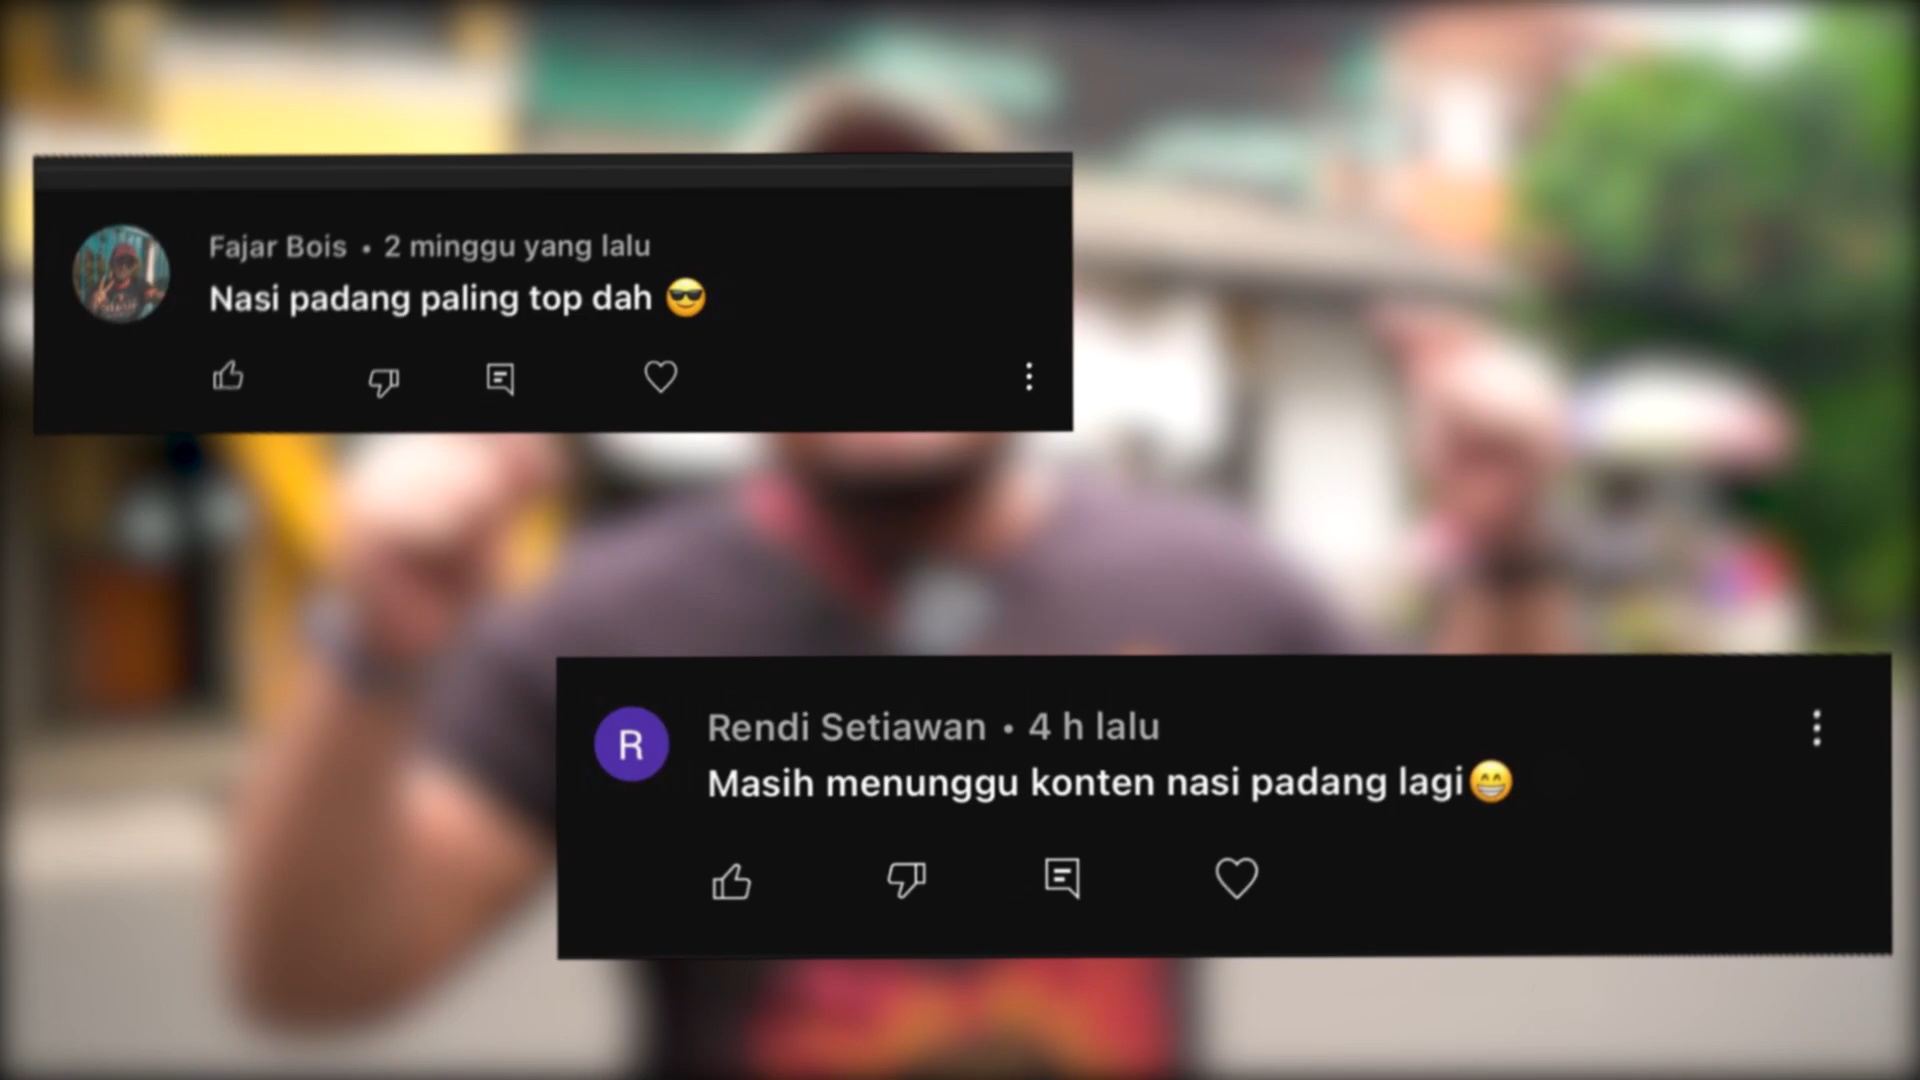 Fajar Bois • 2 minggu yang lalu
Nasi padang paling top dah 😎
R
Rendi Setiawan • 4 h lalu
Masih menunggu konten nasi padang lagi😁